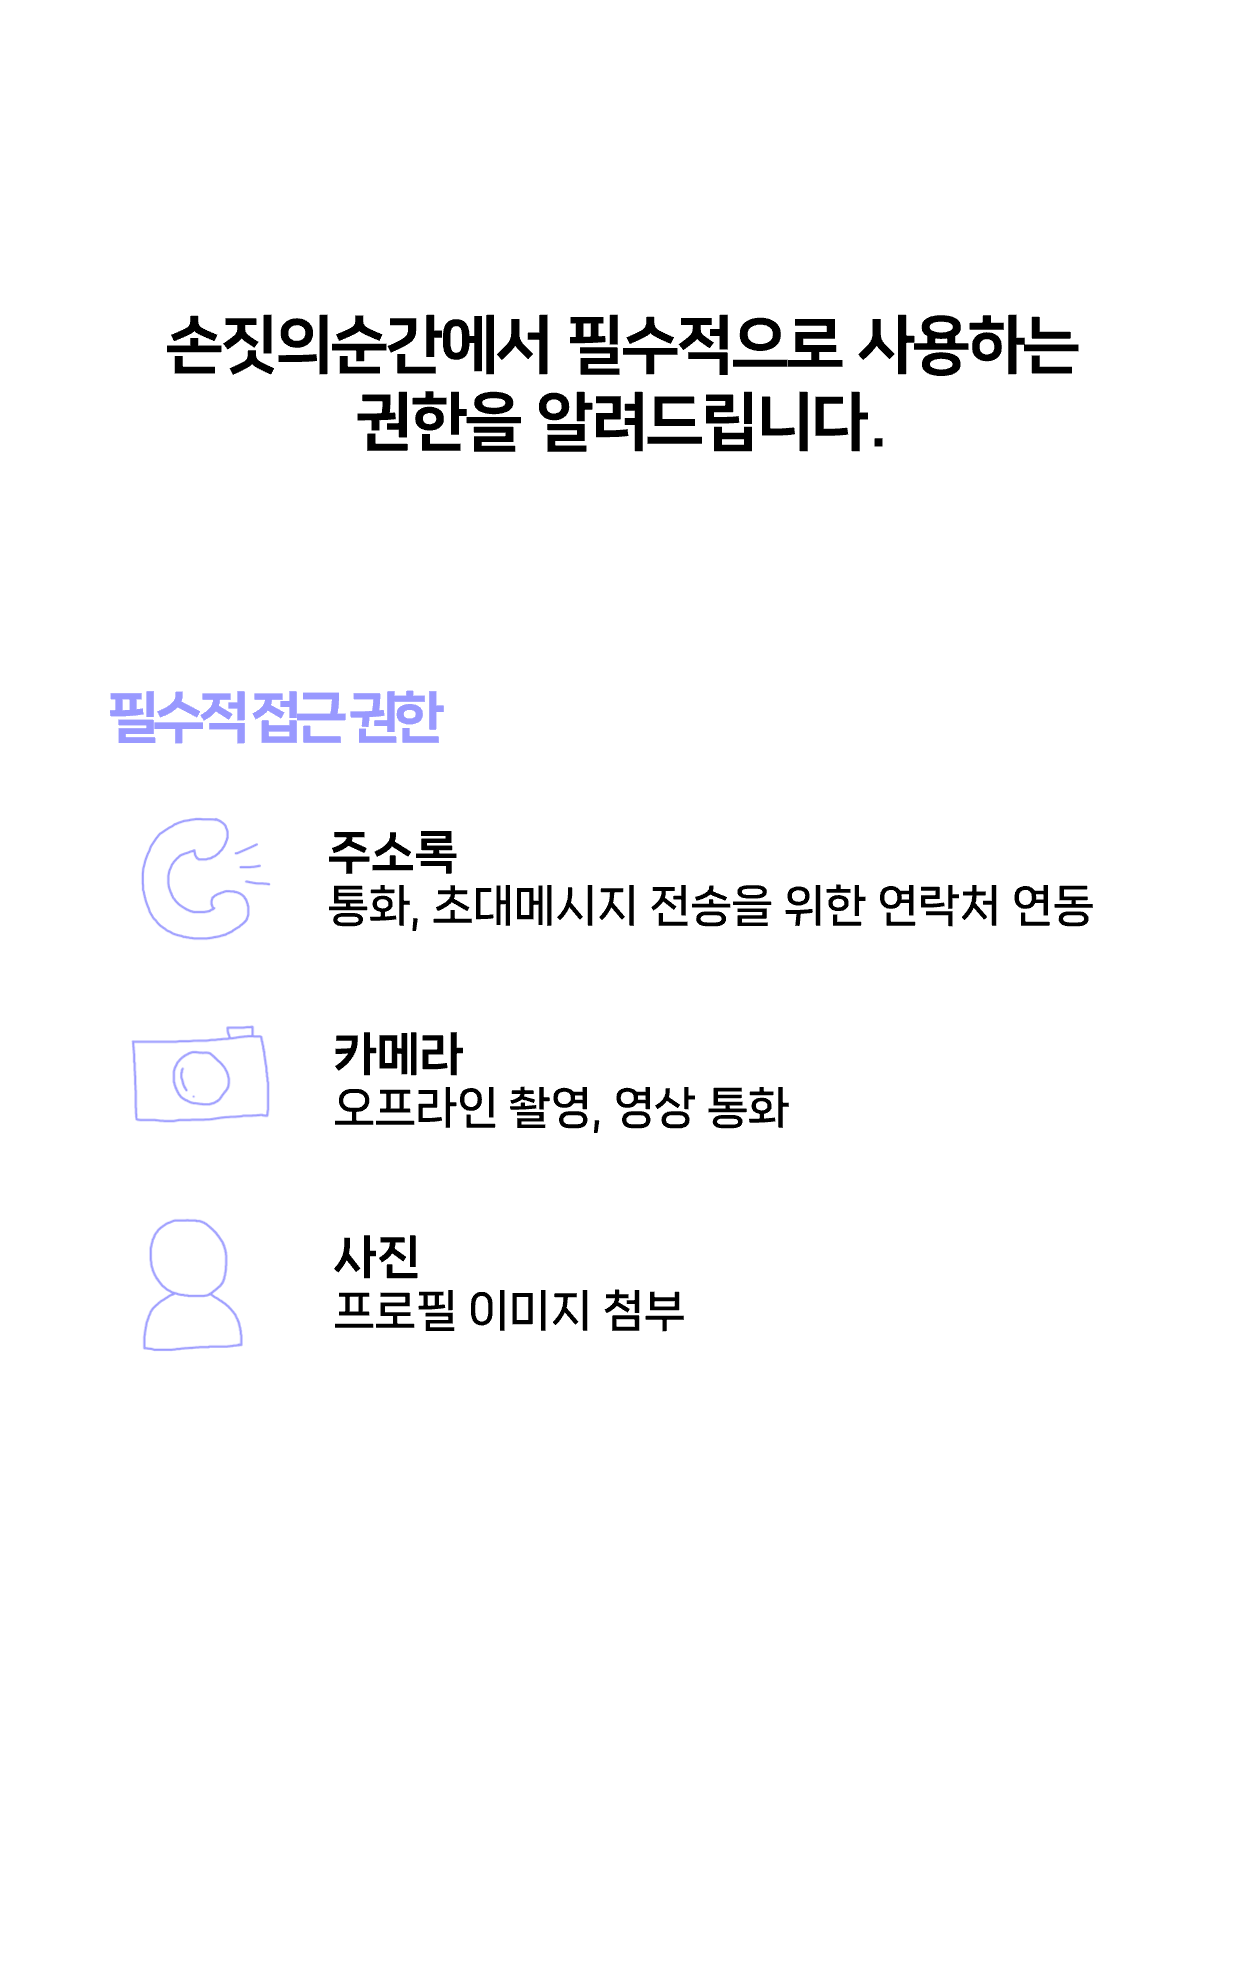 손짓의순간에서 필수적으로 사용하는
권한을 알려드립니다.
필수적 접근 권한
주소록
통화, 초대메시지 전송을 위한 연락처 연동
카메라
오프라인 촬영, 영상 통화
사진
프로필 이미지 첨부